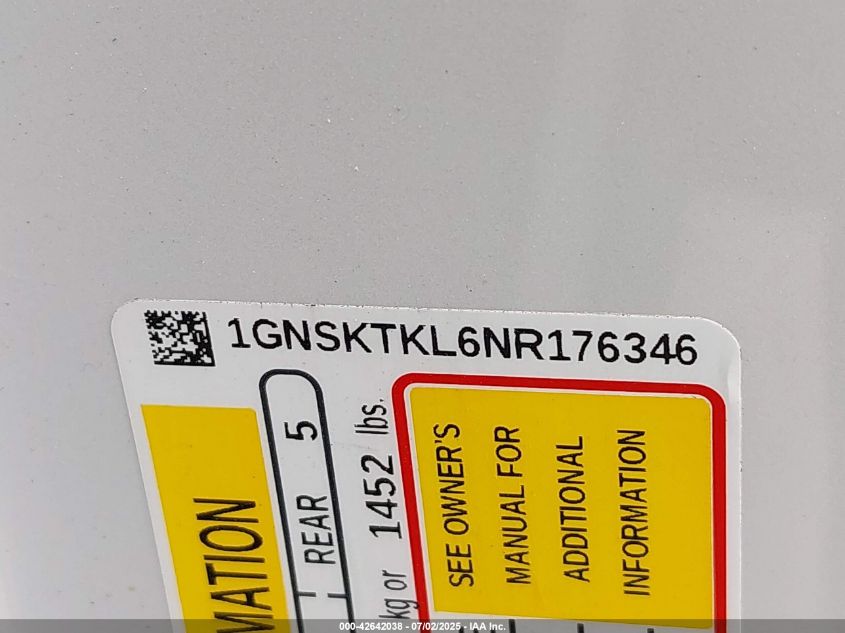 1GNSKTKL6NR176346
MATION
REAR 5
kg or 1452 lbs.
SEE OWNER'S
MANUAL FOR
ADDITIONAL
INFORMATION
000-42642038 - 07/02/2025 - IAA Inc.